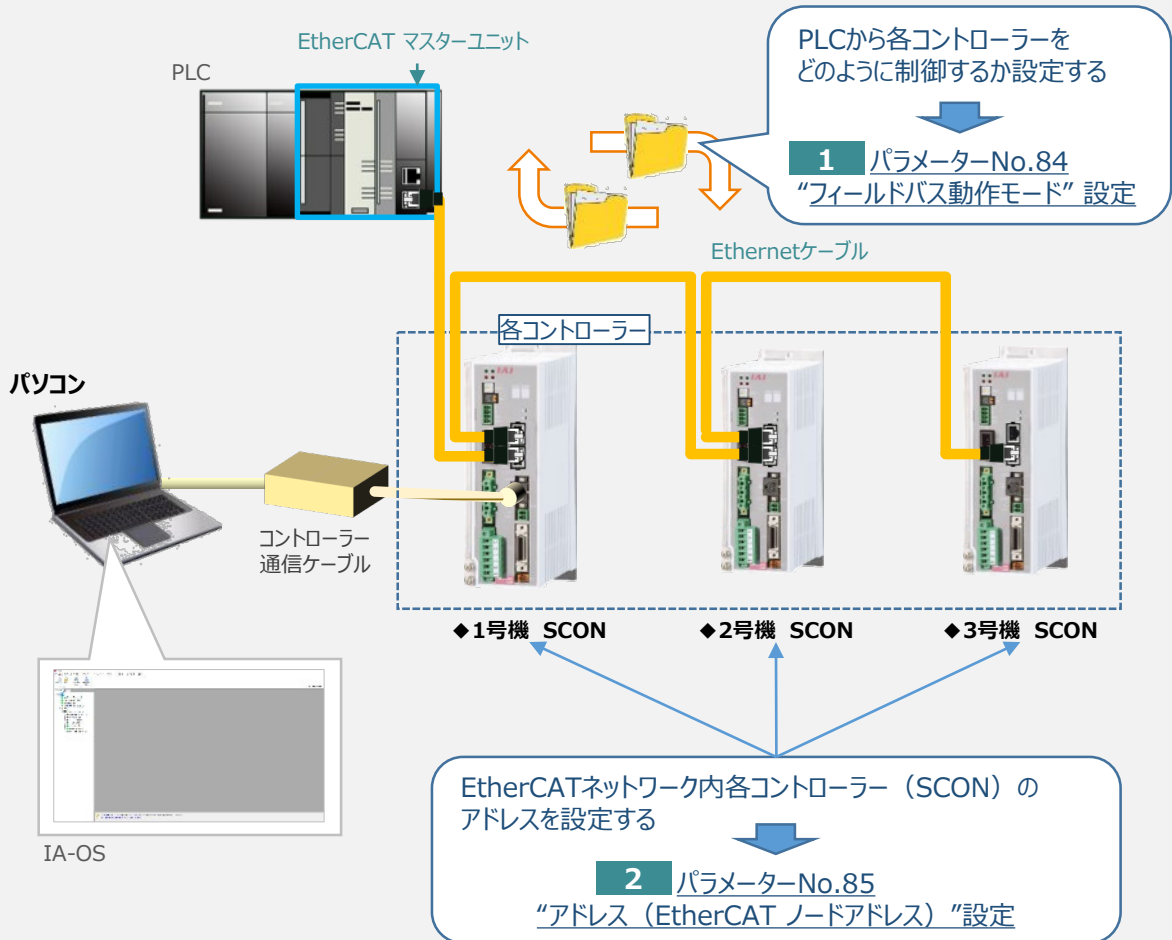 EtherCAT マスターユニット
PLC
PLCから各コントローラーを
どのように制御するか設定する
1 パラメーターNo.84
“フィールドバス動作モード” 設定
Ethernetケーブル
各コントローラー
IAI
IAI
IAI
パソコン
コントローラー
通信ケーブル
◆1号機 SCON
◆2号機 SCON
◆3号機 SCON
IA-OS
EtherCATネットワーク内各コントローラー（SCON）の
アドレスを設定する
2 パラメーターNo.85
“アドレス（EtherCAT ノードアドレス）”設定